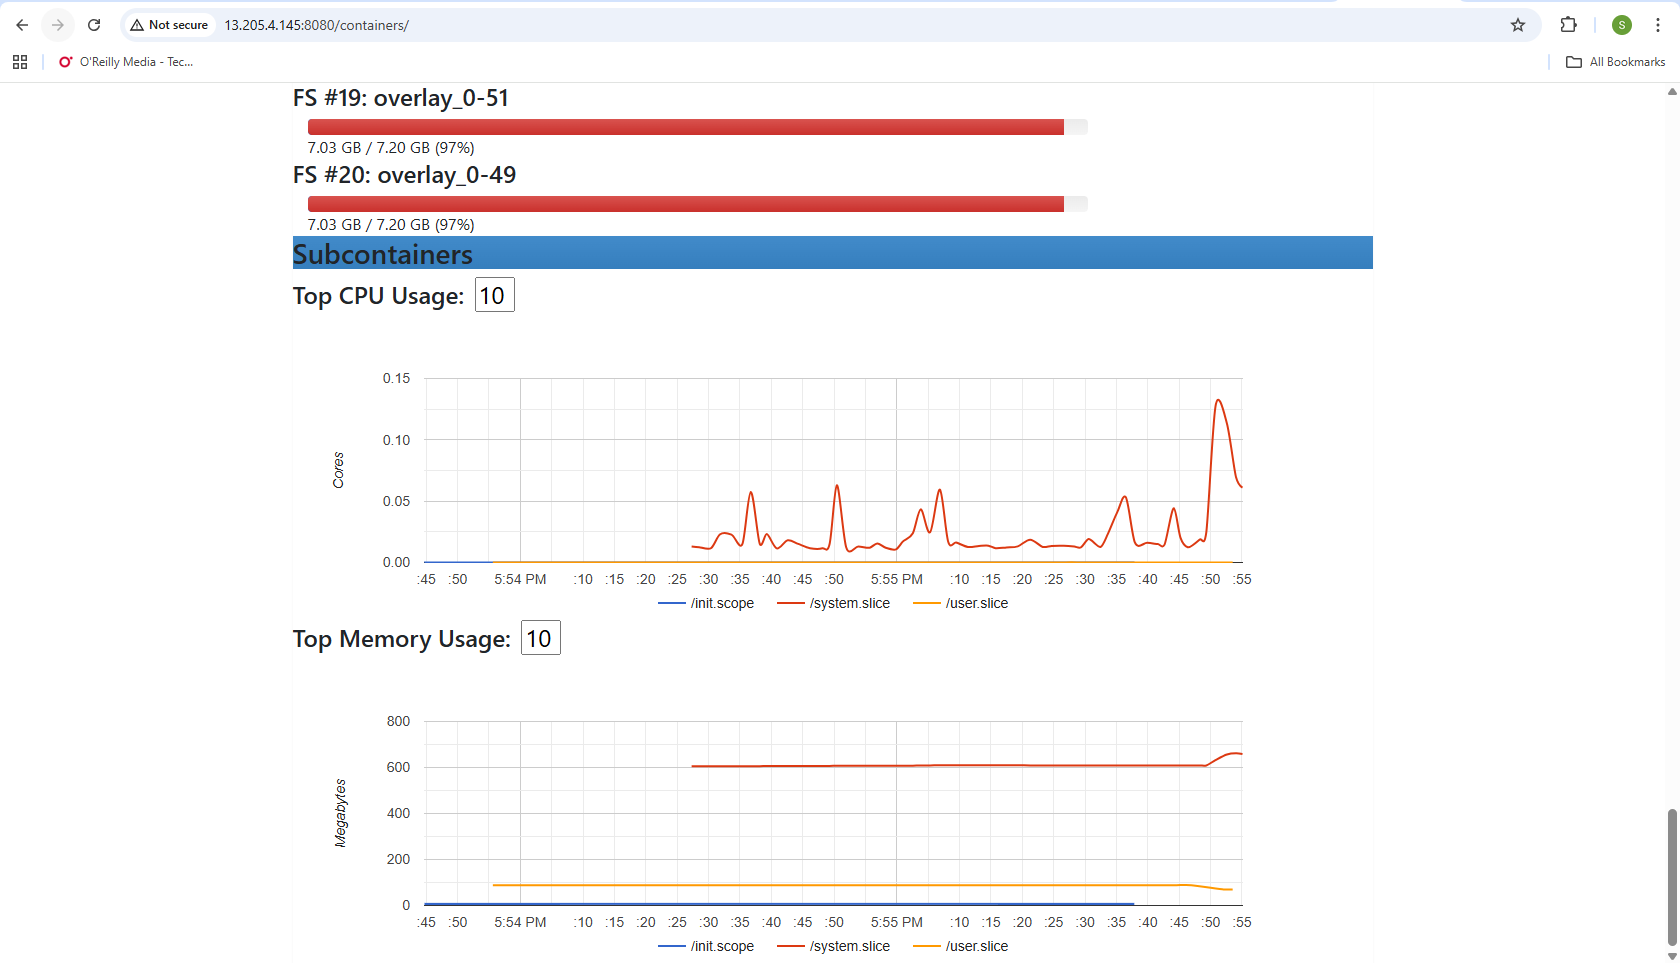 Not secure 13.205.4.145:8080/containers/ S
O'Reilly Media - Tec... All Bookmarks
FS #19: overlay_0-51
7.03 GB / 7.20 GB (97%)
FS #20: overlay_0-49
7.03 GB / 7.20 GB (97%)
Subcontainers
Top CPU Usage: 10
Cores
0.15
0.10
0.05
0.00
:45 :50 5:54 PM :10 :15 :20 :25 :30 :35 :40 :45 :50 5:55 PM :10 :15 :20 :25 :30 :35 :40 :45 :50 :55
/init.scope /system.slice /user.slice
Top Memory Usage: 10
Megabytes
800
600
400
200
0
:45 :50 5:54 PM :10 :15 :20 :25 :30 :35 :40 :45 :50 5:55 PM :10 :15 :20 :25 :30 :35 :40 :45 :50 :55
/init.scope /system.slice /user.slice